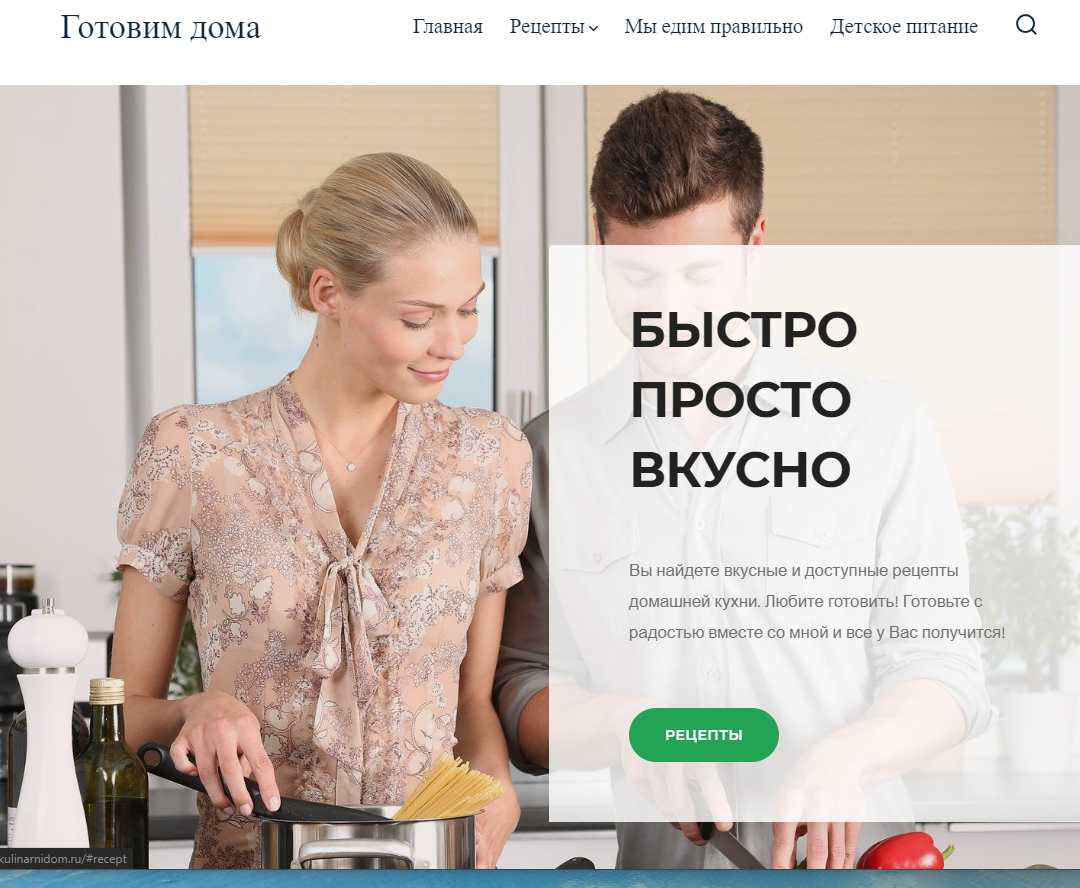 Готовим дома
Главная Рецепты Мы едим правильно Детское питание
БЫСТРО
ПРОСТО
ВКУСНО
Вы найдете вкусные и доступные рецепты
домашней кухни. Любите готовить! Готовьте с
радостью вместе со мной и все у Вас получится!
РЕЦЕПТЫ
kulinarnidom.ru/#recept